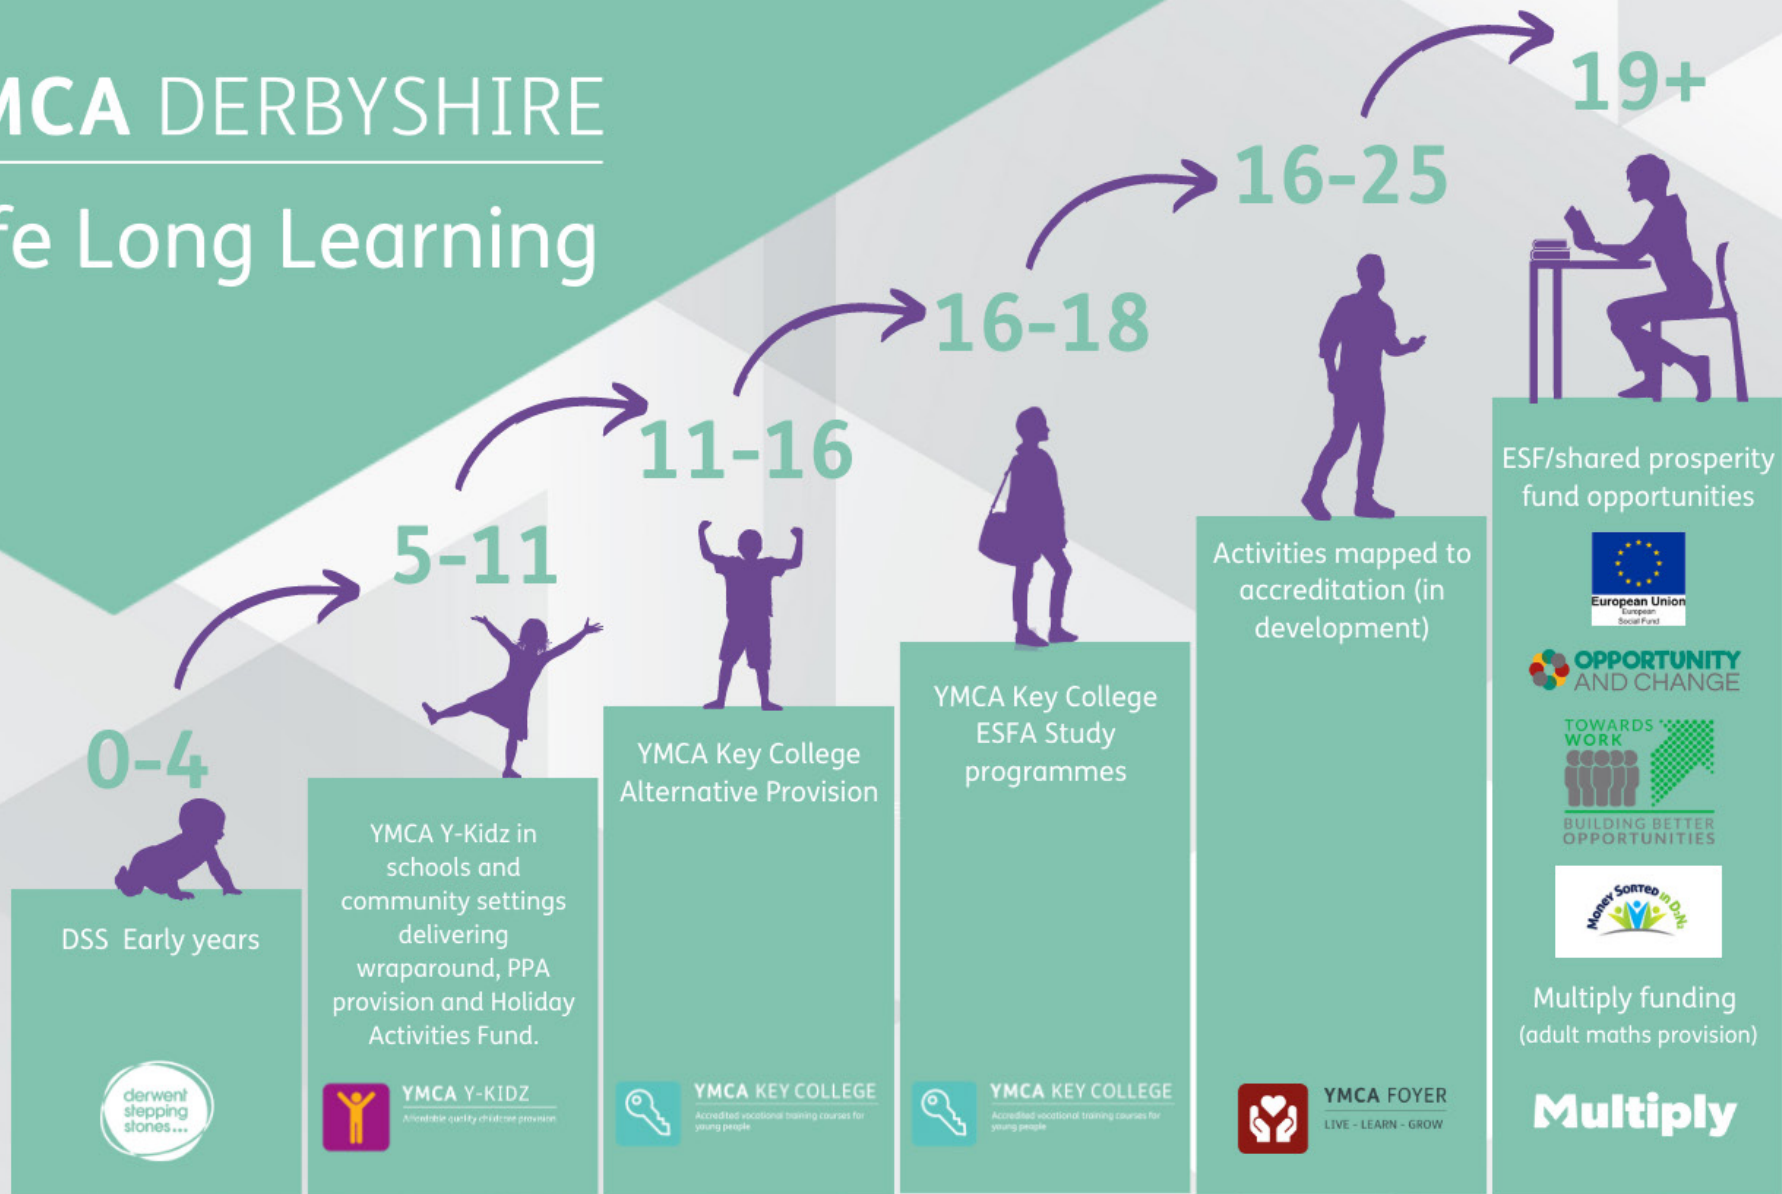 MCA DERBYSHIRE
fe Long Learning
0-4
DSS Early years
derwent
stepping
stones...
5-11
YMCA Y-Kidz in
schools and
community settings
delivering
wraparound, PPA
provision and Holiday
Activities Fund.
YMCA Y-KIDZ
Affordable quality childcare provision
11-16
YMCA Key College
Alternative Provision
YMCA KEY COLLEGE
Accredited vocational training courses for
young people
16-18
YMCA Key College
ESFA Study
programmes
YMCA KEY COLLEGE
Accredited vocational training courses for
young people
16-25
Activities mapped to
accreditation (in
development)
YMCA FOYER
LIVE - LEARN - GROW
19+
ESF/shared prosperity
fund opportunities
European Union
European
Social Fund
OPPORTUNITY
AND CHANGE
TOWARDS
WORK
BUILDING BETTER
OPPORTUNITIES
Money Sorted in D2N2
Multiply funding
(adult maths provision)
Multiply